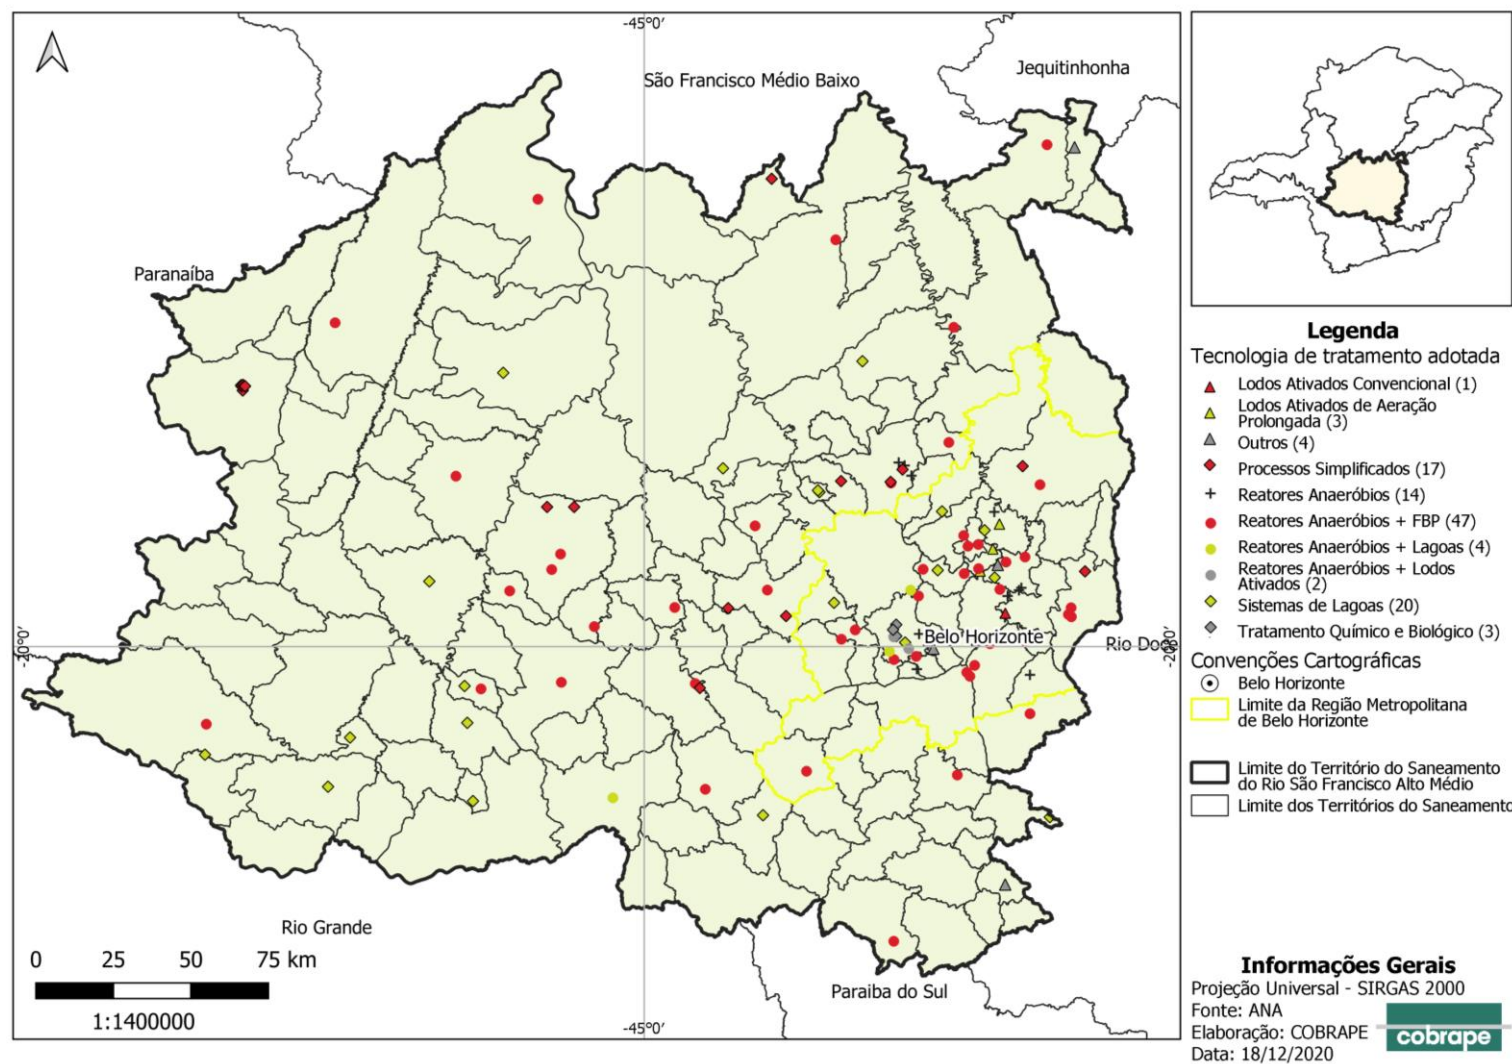 -45°0'
São Francisco Médio Baixo
Jequitinhonha
Paranaíba
Belo Horizonte
-20°0'
Rio Do
-20°0'
Rio Grande
0 25 50 75 km
1:1400000
Paraiba do Sul
-45°0'
Legenda
Tecnologia de tratamento adotada
Lodos Ativados Convencional (1)
Lodos Ativados de Aeração
Prolongada (3)
Outros (4)
Processos Simplificados (17)
Reatores Anaeróbios (14)
Reatores Anaeróbios + FBP (47)
Reatores Anaeróbios + Lagoas (4)
Reatores Anaeróbios + Lodos
Ativados (2)
Sistemas de Lagoas (20)
Tratamento Químico e Biológico (3)
Convenções Cartográficas
Belo Horizonte
Limite da Região Metropolitana
de Belo Horizonte
Limite do Território do Saneamento
do Rio São Francisco Alto Médio
Limite dos Territórios do Saneamento
Informações Gerais
Projeção Universal - SIRGAS 2000
Fonte: ANA
Elaboração: COBRAPE
Data: 18/12/2020
cobrape